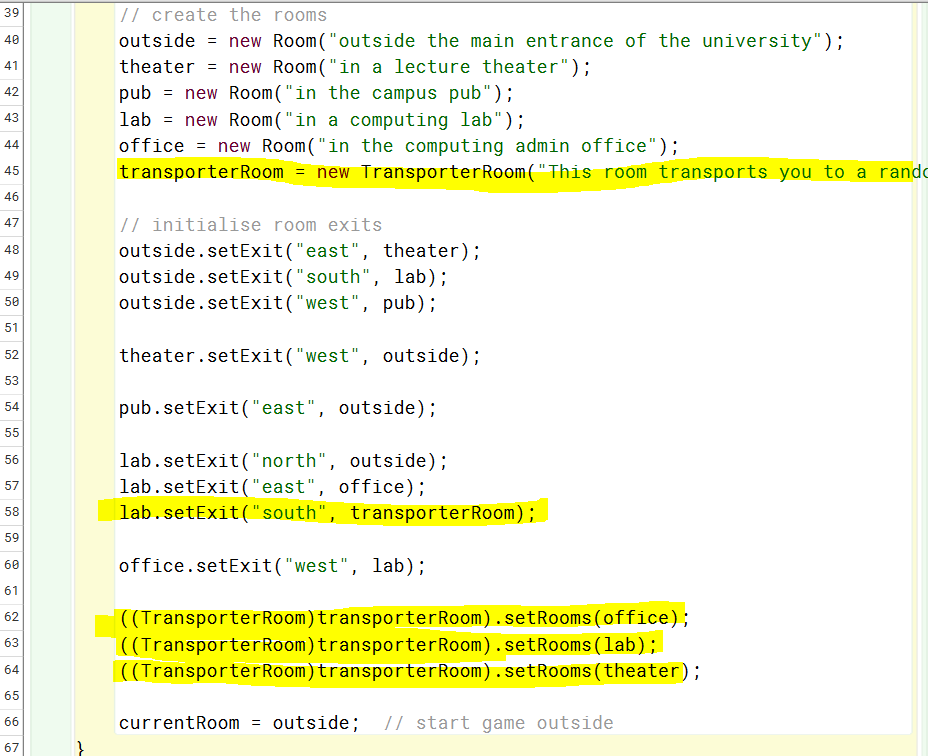 39 // create the rooms
40 outside = new Room("outside the main entrance of the university");
41 theater = new Room("in a lecture theater");
42 pub = new Room("in the campus pub");
43 lab = new Room("in a computing lab");
44 office = new Room("in the computing admin office");
45 transporterRoom = new TransporterRoom("This room transports you to a rando
46
47 // initialise room exits
48 outside.setExit("east", theater);
49 outside.setExit("south", lab);
50 outside.setExit("west", pub);
51
52 theater.setExit("west", outside);
53
54 pub.setExit("east", outside);
55
56 lab.setExit("north", outside);
57 lab.setExit("east", office);
58 lab.setExit("south", transporterRoom);
59
60 office.setExit("west", lab);
61
62 ((TransporterRoom)transporterRoom).setRooms(office);
63 ((TransporterRoom)transporterRoom).setRooms(lab);
64 ((TransporterRoom)transporterRoom).setRooms(theater);
65
66 currentRoom = outside;  // start game outside
67 }